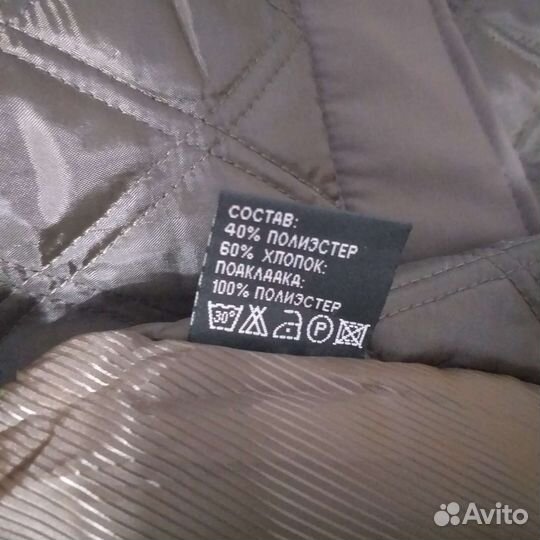 СОСТАВ:
40% ПОЛИЭСТЕР
60% ХЛОПОК:
ПОДКЛАДКА:
100% ПОЛИЭСТЕР
30° P
Avito